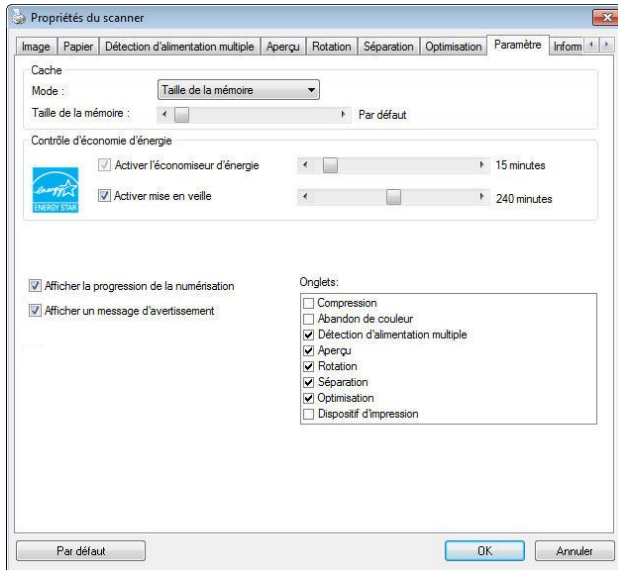 Propriétés du scanner
Image Papier Détection d'alimentation multiple Aperçu Rotation Séparation Optimisation Paramètre Inform
Cache
Mode : Taille de la mémoire
Taille de la mémoire : Par défaut
Contrôle d'économie d'énergie
Activer l'économiseur d'énergie 15 minutes
energy
ENERGY STAR
Activer mise en veille 240 minutes
Afficher la progression de la numérisation
Afficher un message d'avertissement
Onglets:
Compression
Abandon de couleur
Détection d'alimentation multiple
Aperçu
Rotation
Séparation
Optimisation
Dispositif d'impression
Par défaut OK Annuler